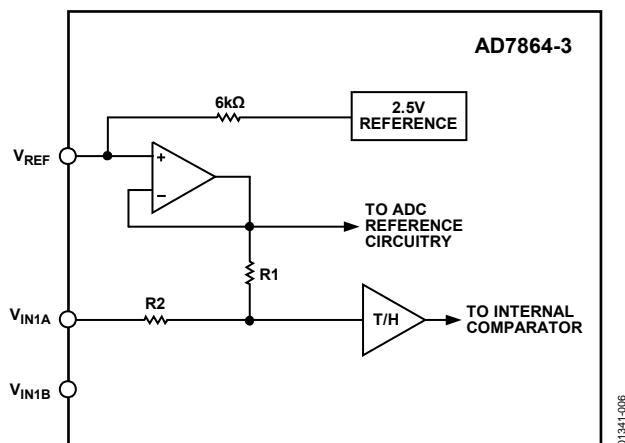 AD7864-3
6kΩ
2.5V
REFERENCE
VREF
+
–
TO ADC
REFERENCE
CIRCUITRY
R1
R2
VIN1A
T/H
TO INTERNAL
COMPARATOR
VIN1B
01341-006